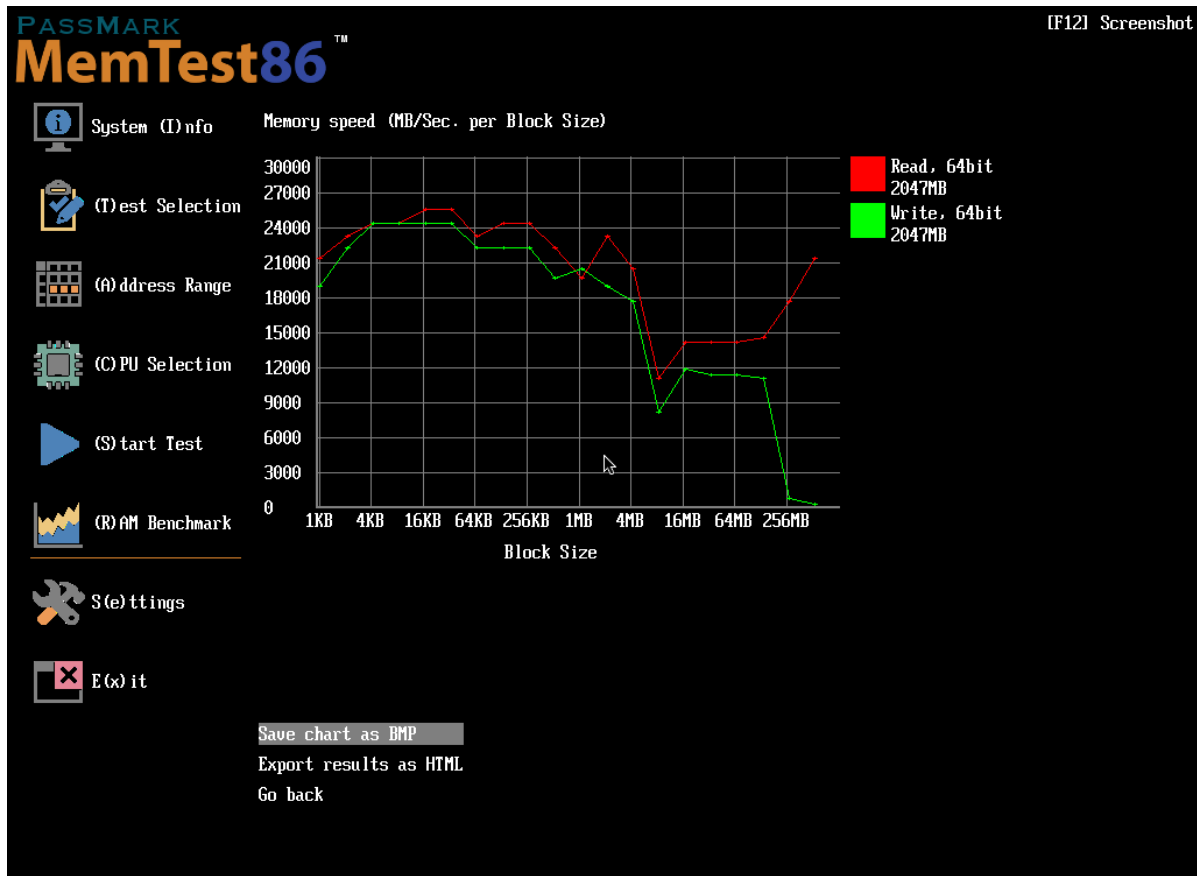 PASSMARK
MemTest86™
[F12] Screenshot
System (I)nfo
(T)est Selection
(A)ddress Range
(C)PU Selection
(S)tart Test
(R)AM Benchmark
S(e)ttings
E(x)it
Memory speed (MB/Sec. per Block Size)
30000
27000
24000
21000
18000
15000
12000
9000
6000
3000
0
1KB 4KB 16KB 64KB 256KB 1MB 4MB 16MB 64MB 256MB
Block Size
Read, 64bit
2047MB
Write, 64bit
2047MB
Save chart as BMP
Export results as HTML
Go back